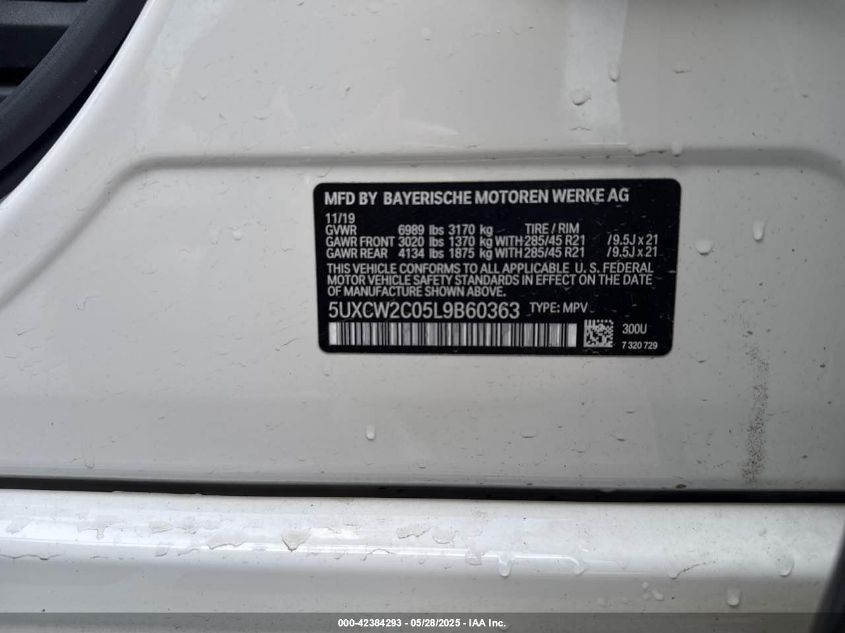 MFD BY BAYERISCHE MOTOREN WERKE AG
11/19
GVWR 6989 lbs 3170 kg TIRE / RIM
GAWR FRONT 3020 lbs 1370 kg WITH 285/45 R21 /9.5J x 21
GAWR REAR 4134 lbs 1875 kg WITH 285/45 R21 /9.5J x 21
THIS VEHICLE CONFORMS TO ALL APPLICABLE U. S. FEDERAL
MOTOR VEHICLE SAFETY STANDARDS IN EFFECT ON THE DATE
OF MANUFACTURE SHOWN ABOVE.
5UXCW2C05L9B60363 TYPE: MPV
300U
7 320 729
000-42384293 - 05/28/2025 - IAA Inc.